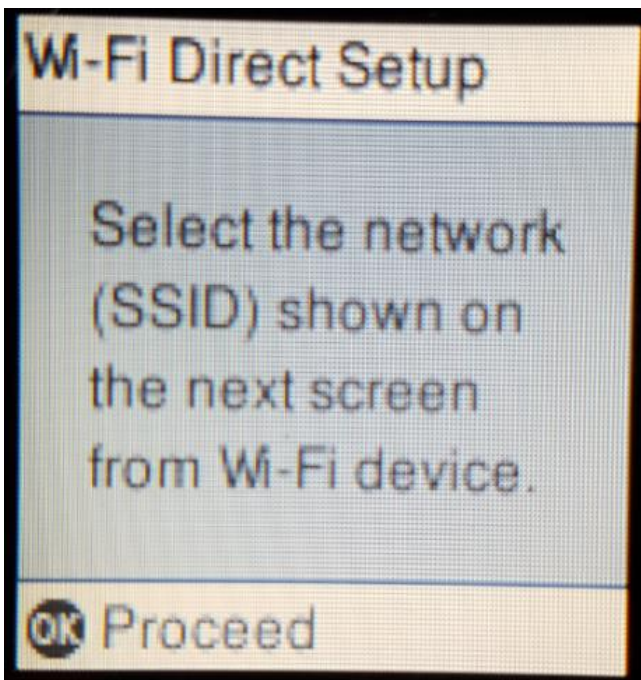 Wi-Fi Direct Setup
Select the network
(SSID) shown on
the next screen
from Wi-Fi device.
OK Proceed